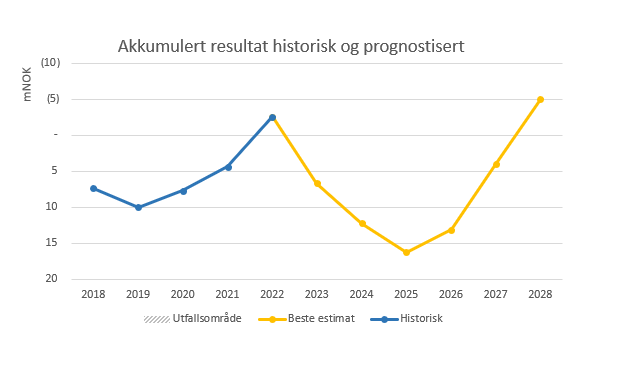 Akkumulert resultat historisk og prognostisert
mNOK
(10)
(5)
-
5
10
15
20
2018 2019 2020 2021 2022 2023 2024 2025 2026 2027 2028
Utfallsområde Beste estimat Historisk